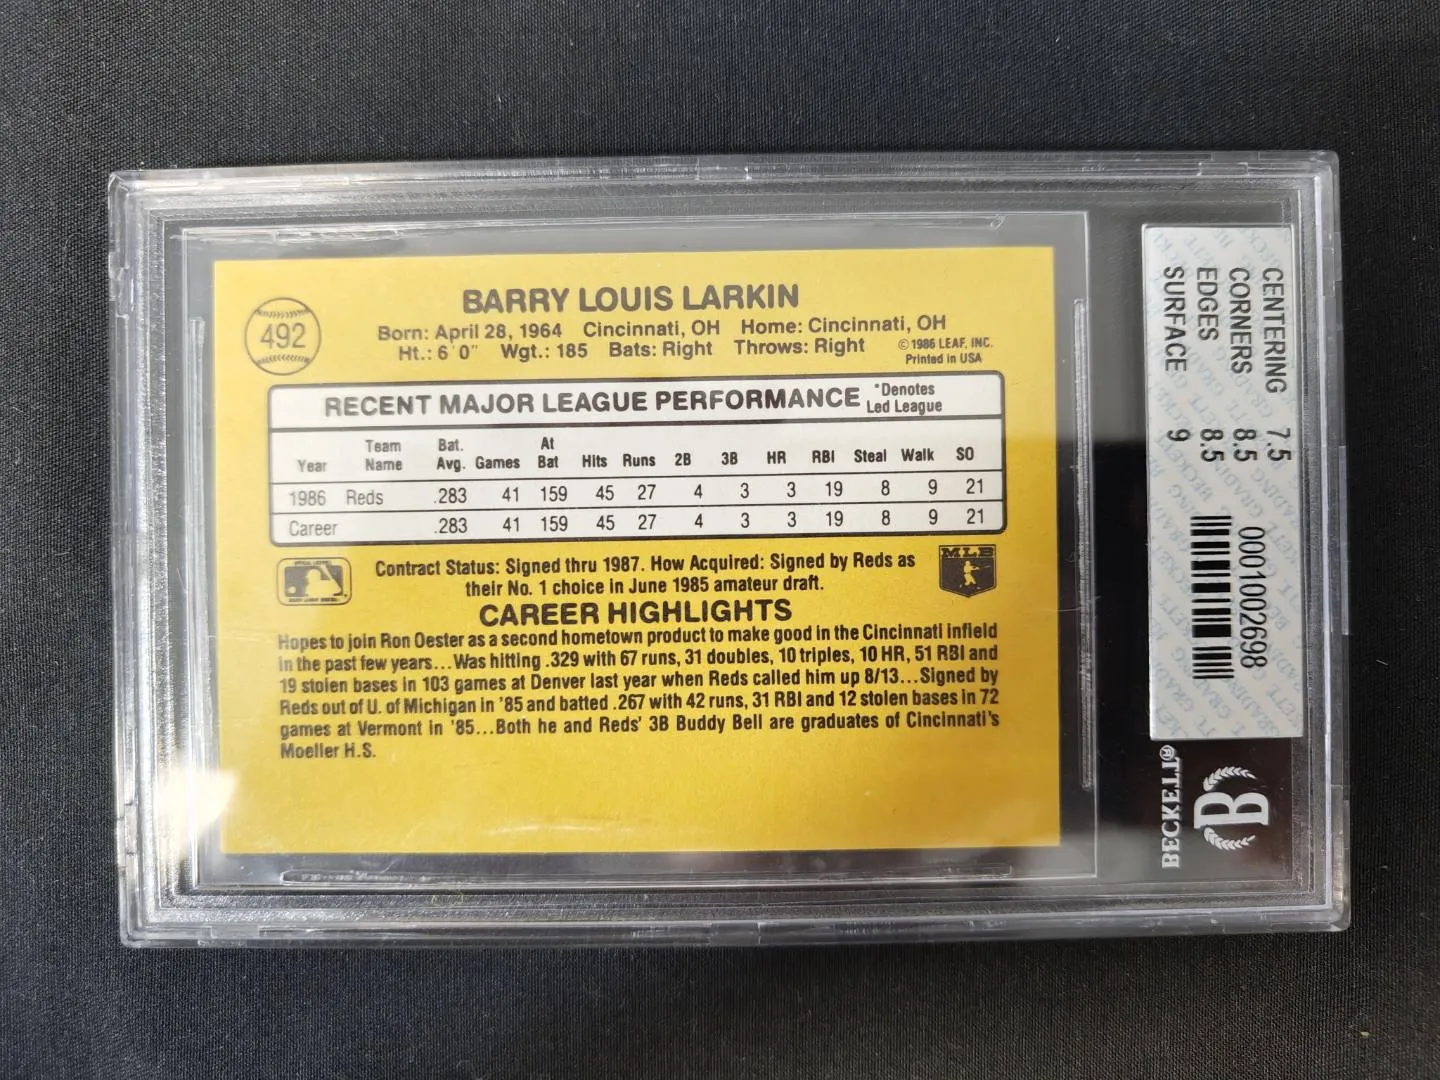 492
BARRY LOUIS LARKIN
Born: April 28, 1964 Cincinnati, OH Home: Cincinnati, OH
Ht.: 6'0" Wgt.: 185 Bats: Right Throws: Right
©1986 LEAF, INC.
Printed in USA
RECENT MAJOR LEAGUE PERFORMANCE
*Denotes
Led League
Year Team Name Bat. Avg. Games At Bat Hits Runs 2B 3B HR RBI Steal Walk SO
1986 Reds .283 41 159 45 27 4 3 3 19 8 9 21
Career .283 41 159 45 27 4 3 3 19 8 9 21
MLB
Contract Status: Signed thru 1987. How Acquired: Signed by Reds as
their No. 1 choice in June 1985 amateur draft.
CAREER HIGHLIGHTS
Hopes to join Ron Oester as a second hometown product to make good in the Cincinnati infield
in the past few years...Was hitting .329 with 67 runs, 31 doubles, 10 triples, 10 HR, 51 RBI and
19 stolen bases in 103 games at Denver last year when Reds called him up 8/13...Signed by
Reds out of U. of Michigan in '85 and batted .267 with 42 runs, 31 RBI and 12 stolen bases in 72
games at Vermont in '85...Both he and Reds' 3B Buddy Bell are graduates of Cincinnati's
Moeller H.S.
CENTERING 7.5
CORNERS 8.5
EDGES 8.5
SURFACE 9
0001002698
B
BECKETT®